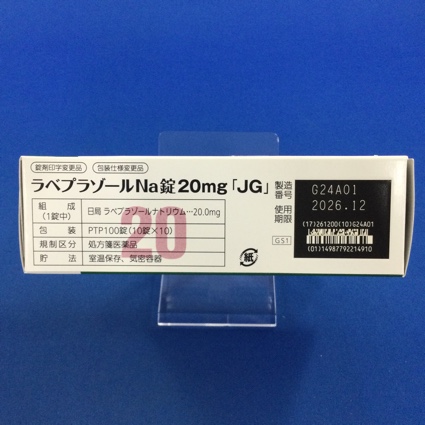 錠剤印字変更品 包装仕様変更品
ラベプラゾールNa錠20mg「JG」
組成(1錠中) 日局 ラベプラゾールナトリウム…20.0mg
包装 PTP100錠(10錠×10)
規制区分 処方箋医薬品
貯法 室温保存、気密容器
20
紙
製造番号 G24A01
使用期限 2026.12
(17)261200(10)G24A01
GS1
(01)14987792214910